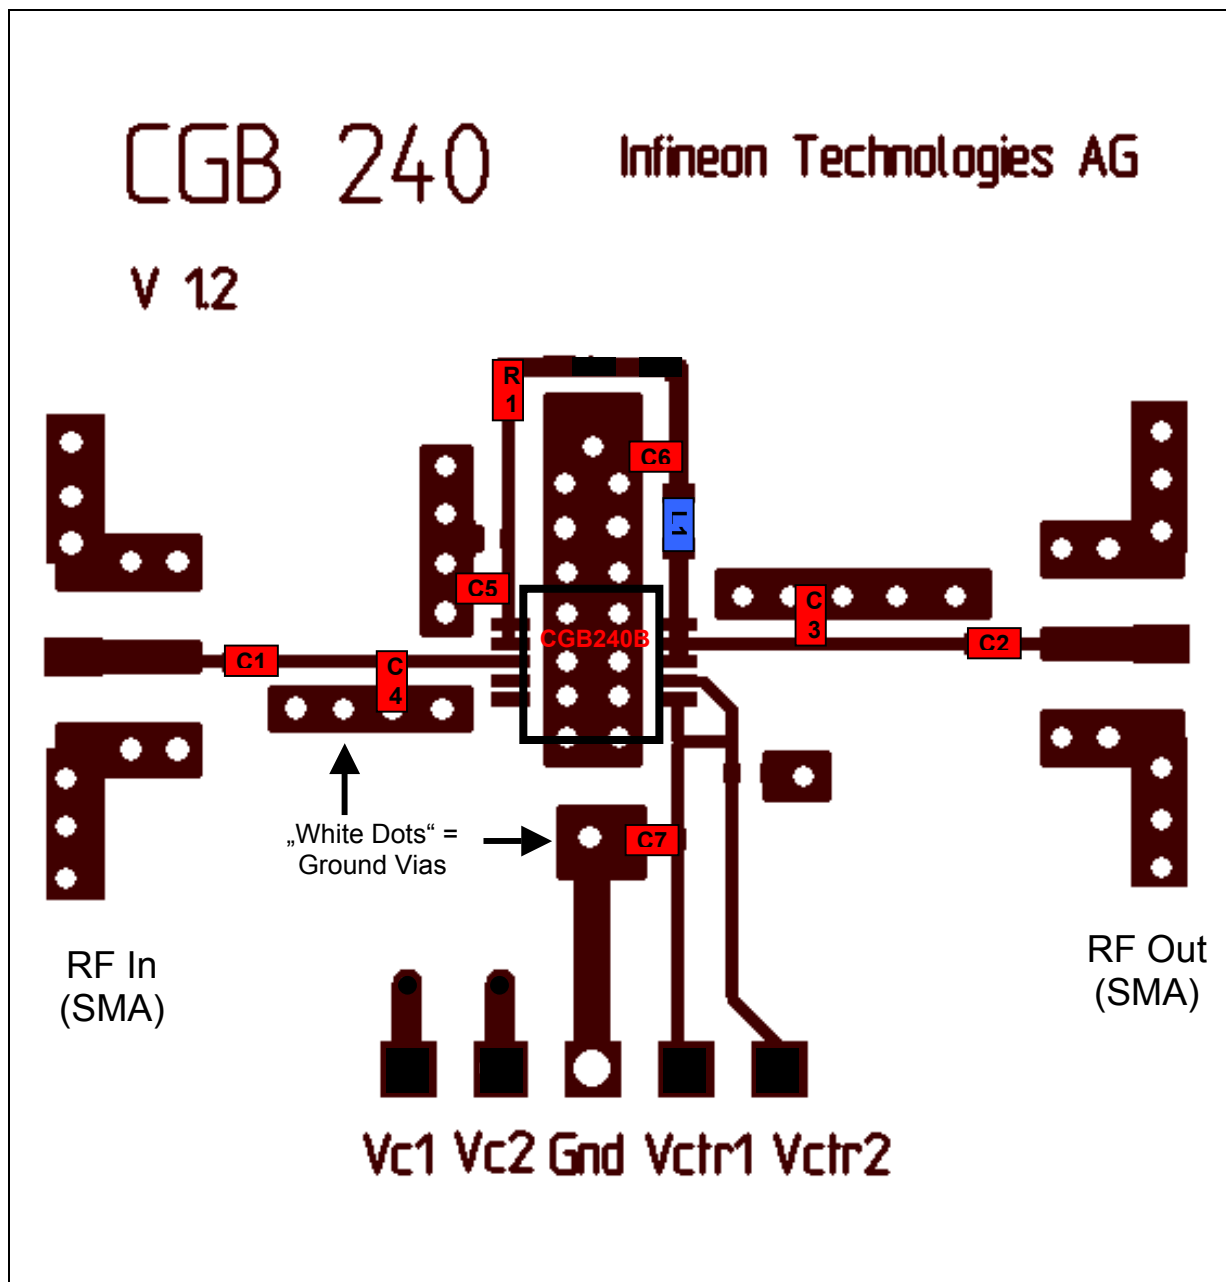 CGB 240
Infineon Technologies AG
V 1.2
R
1
C6
L1
C5
C
3
CGB240B
C1
C
4
C2
„White Dots“ =
Ground Vias
C7
RF In
(SMA)
RF Out
(SMA)
Vc1
Vc2
Gnd
Vctr1
Vctr2